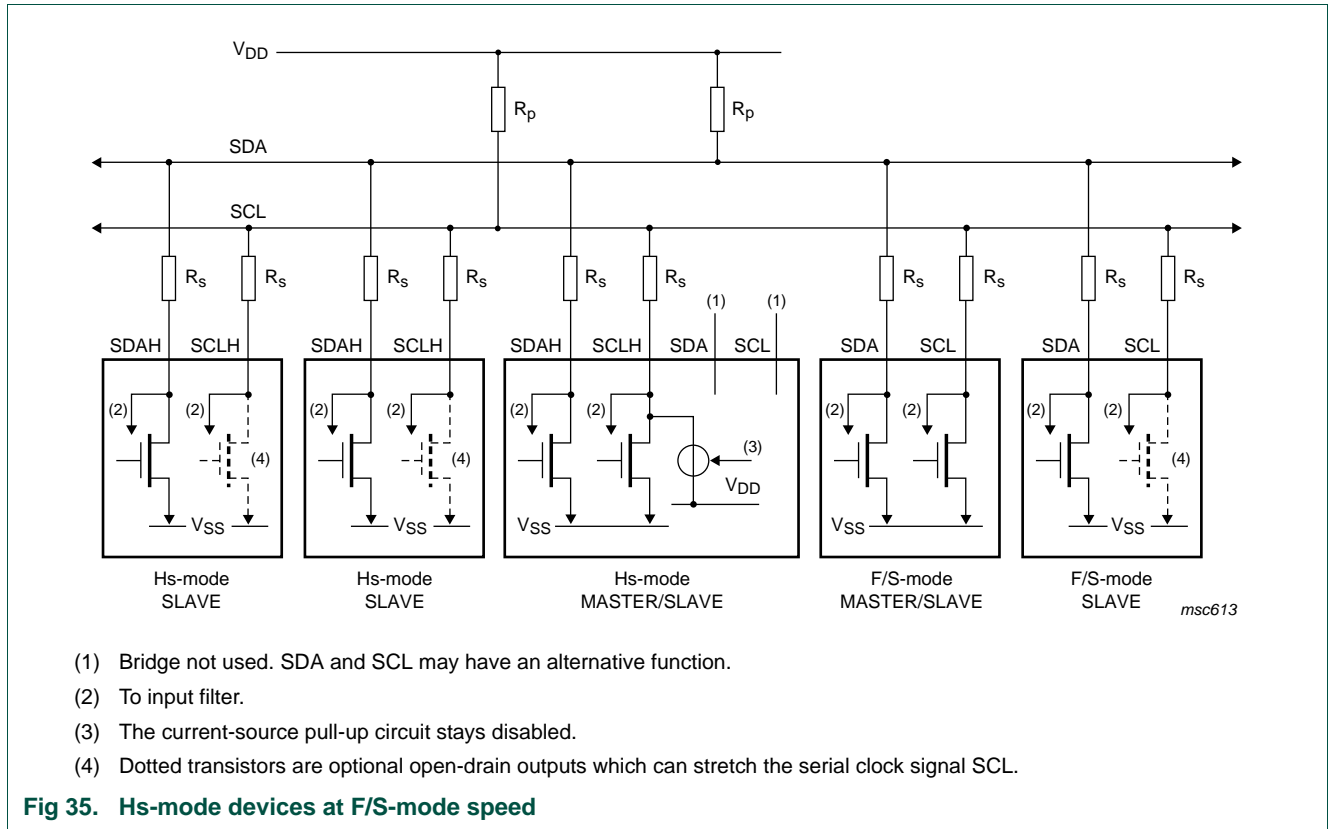 VDD
Rp Rp
SDA
SCL
Rs Rs Rs Rs Rs Rs Rs Rs Rs Rs
(1) (1)
SDAH SCLH SDAH SCLH SDAH SCLH SDA SCL SDA SCL SDA SCL
(2) (2) (2) (2) (2) (2) (2) (2) (2) (2)
(4) (4) (3) (4)
VDD
VSS VSS VSS VSS VSS
Hs-mode SLAVE
Hs-mode SLAVE
Hs-mode MASTER/SLAVE
F/S-mode MASTER/SLAVE
F/S-mode SLAVE
msc613
(1) Bridge not used. SDA and SCL may have an alternative function.
(2) To input filter.
(3) The current-source pull-up circuit stays disabled.
(4) Dotted transistors are optional open-drain outputs which can stretch the serial clock signal SCL.
Fig 35. Hs-mode devices at F/S-mode speed